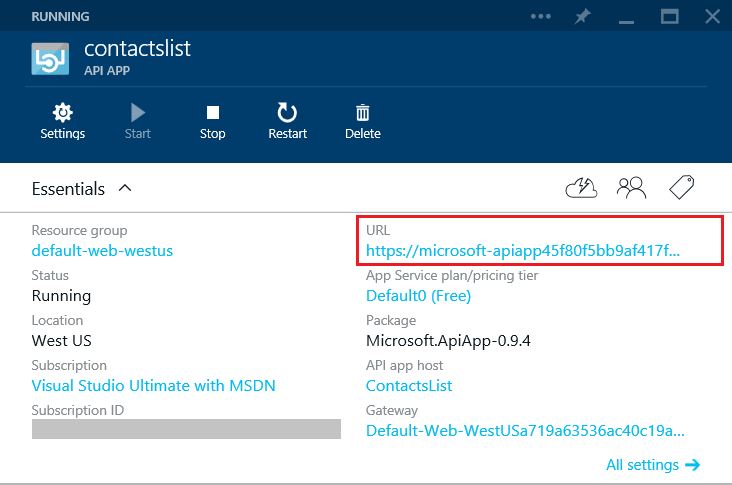 RUNNING
contactslist
API APP
Settings Start Stop Restart Delete
Essentials
Resource group
default-web-westus
Status
Running
Location
West US
Subscription
Visual Studio Ultimate with MSDN
Subscription ID
URL
https://microsoft-apiapp45f80f5bb9af417f...
App Service plan/pricing tier
Default0 (Free)
Package
Microsoft.ApiApp-0.9.4
API app host
ContactsList
Gateway
Default-Web-WestUSa719a63536ac40c19a...
All settings